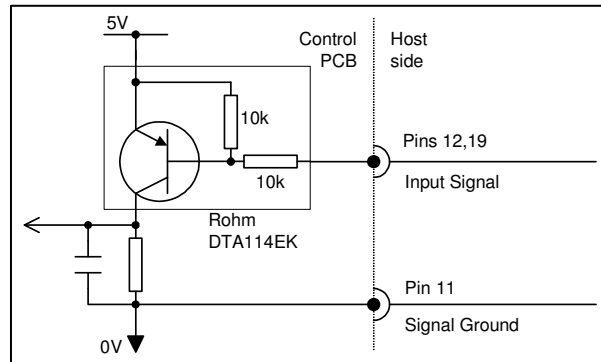 5V
Control
PCB
Host
side
10k
Pins 12,19
10k
Input Signal
Rohm
DTA114EK
Pin 11
Signal Ground
0V